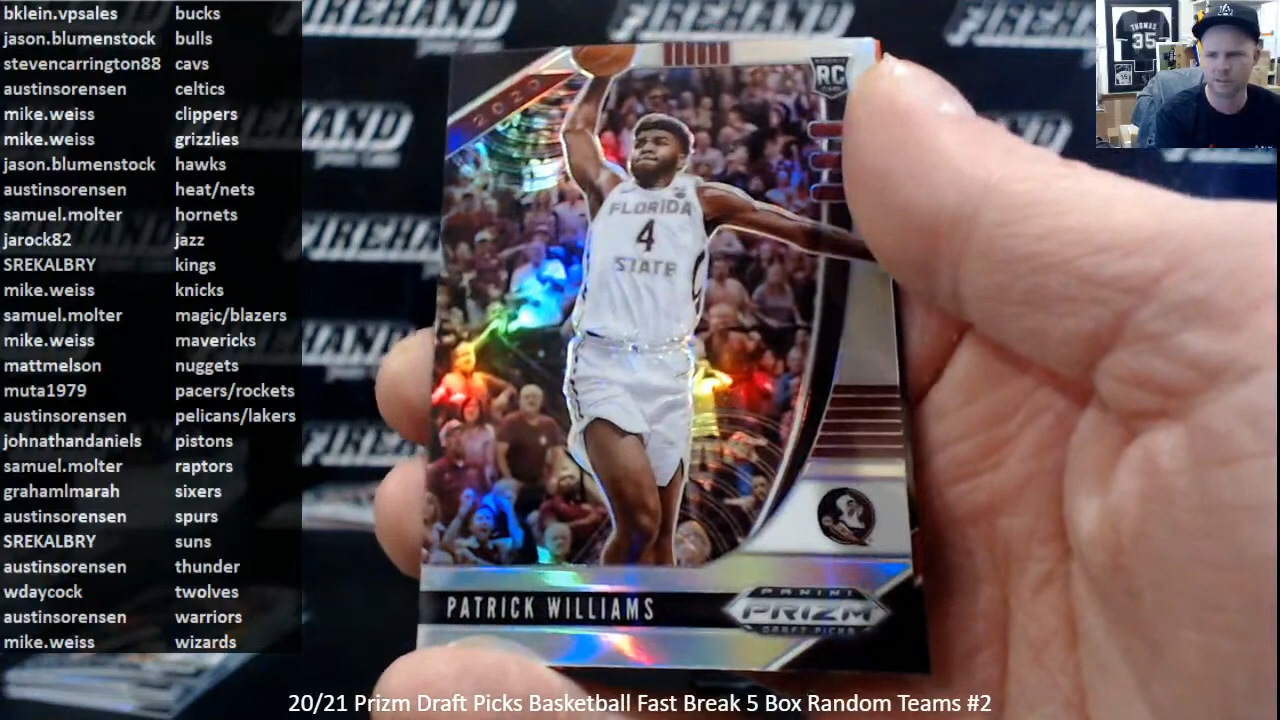 bklein.vpsales bucks
jason.blumenstock bulls
stevencarrington88 cavs
austinsorensen celtics
mike.weiss clippers
mike.weiss grizzlies
jason.blumenstock hawks
austinsorensen heat/nets
samuel.molter hornets
jarock82 jazz
SREKALBRY kings
mike.weiss knicks
samuel.molter magic/blazers
mike.weiss mavericks
mattmelson nuggets
muta1979 pacers/rockets
austinsorensen pelicans/lakers
johnathandaniels pistons
samuel.molter raptors
grahamlmarah sixers
austinsorensen spurs
SREKALBRY suns
austinsorensen thunder
wdaycock twolves
austinsorensen warriors
mike.weiss wizards
2020
RC
FLORIDA
4
STATE
PATRICK WILLIAMS
PANINI
PRIZM
DRAFT PICKS
THOMAS
35
FIREHAND
20/21 Prizm Draft Picks Basketball Fast Break 5 Box Random Teams #2